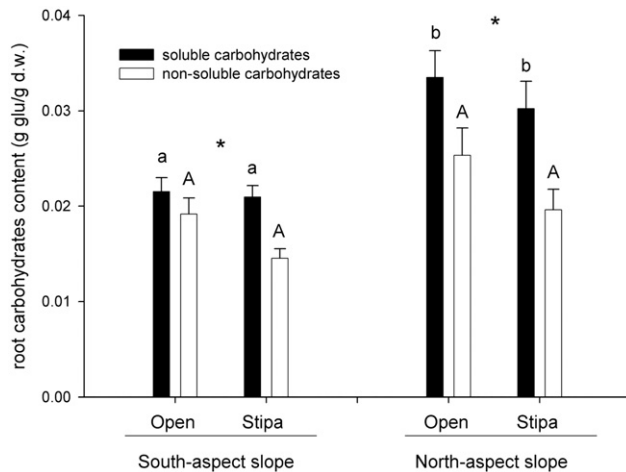 root carbohydrates content (g glu/g d.w.)
0.04
0.03
0.02
0.01
0.00
soluble carbohydrates
non-soluble carbohydrates
a
A
*
a
A
b
A
*
b
A
Open
Stipa
Open
Stipa
South-aspect slope
North-aspect slope